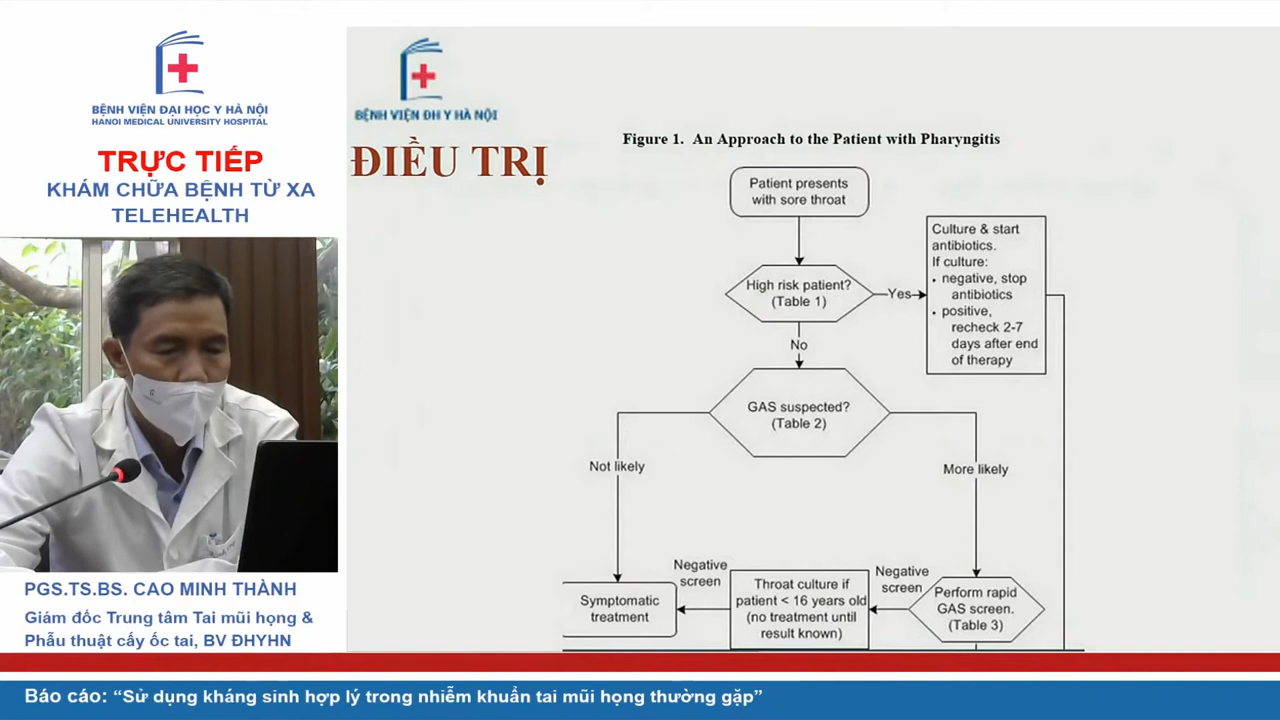 BỆNH VIỆN ĐẠI HỌC Y HÀ NỘI
HANOI MEDICAL UNIVERSITY HOSPITAL
TRỰC TIẾP
KHÁM CHỮA BỆNH TỪ XA
TELEHEALTH
PGS.TS.BS. CAO MINH THÀNH
Giám đốc Trung tâm Tai mũi họng &
Phẫu thuật cấy ốc tai, BV ĐHYHN
BỆNH VIỆN ĐH Y HÀ NỘI
ĐIỀU TRỊ
Figure 1. An Approach to the Patient with Pharyngitis
Patient presents
with sore throat
High risk patient?
(Table 1)
Yes
Culture & start
antibiotics.
If culture:
• negative, stop
antibiotics
• positive,
recheck 2-7
days after end
of therapy
No
GAS suspected?
(Table 2)
Not likely
More likely
Symptomatic
treatment
Negative
screen
Throat culture if
patient < 16 years old
(no treatment until
result known)
Negative
screen
Perform rapid
GAS screen.
(Table 3)
Báo cáo: “Sử dụng kháng sinh hợp lý trong nhiễm khuẩn tai mũi họng thường gặp”